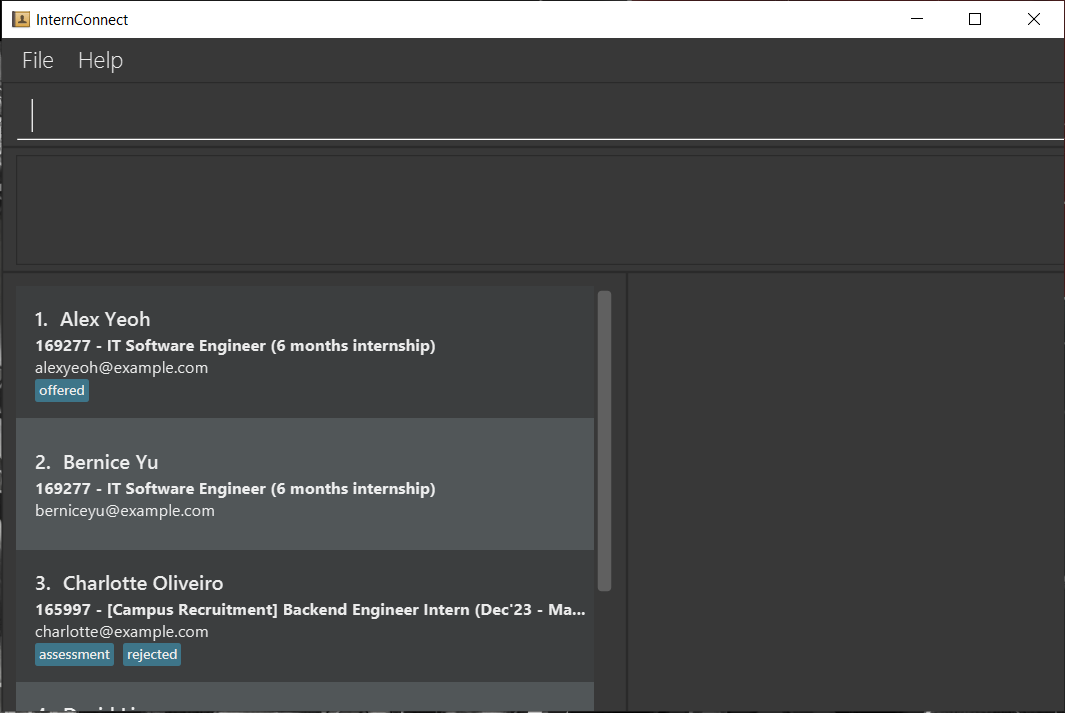 InternConnect
File Help
1. Alex Yeoh
169277 - IT Software Engineer (6 months internship)
alexyeoh@example.com
offered
2. Bernice Yu
169277 - IT Software Engineer (6 months internship)
berniceyu@example.com
3. Charlotte Oliveiro
165997 - [Campus Recruitment] Backend Engineer Intern (Dec'23 - Ma...
charlotte@example.com
assessment rejected